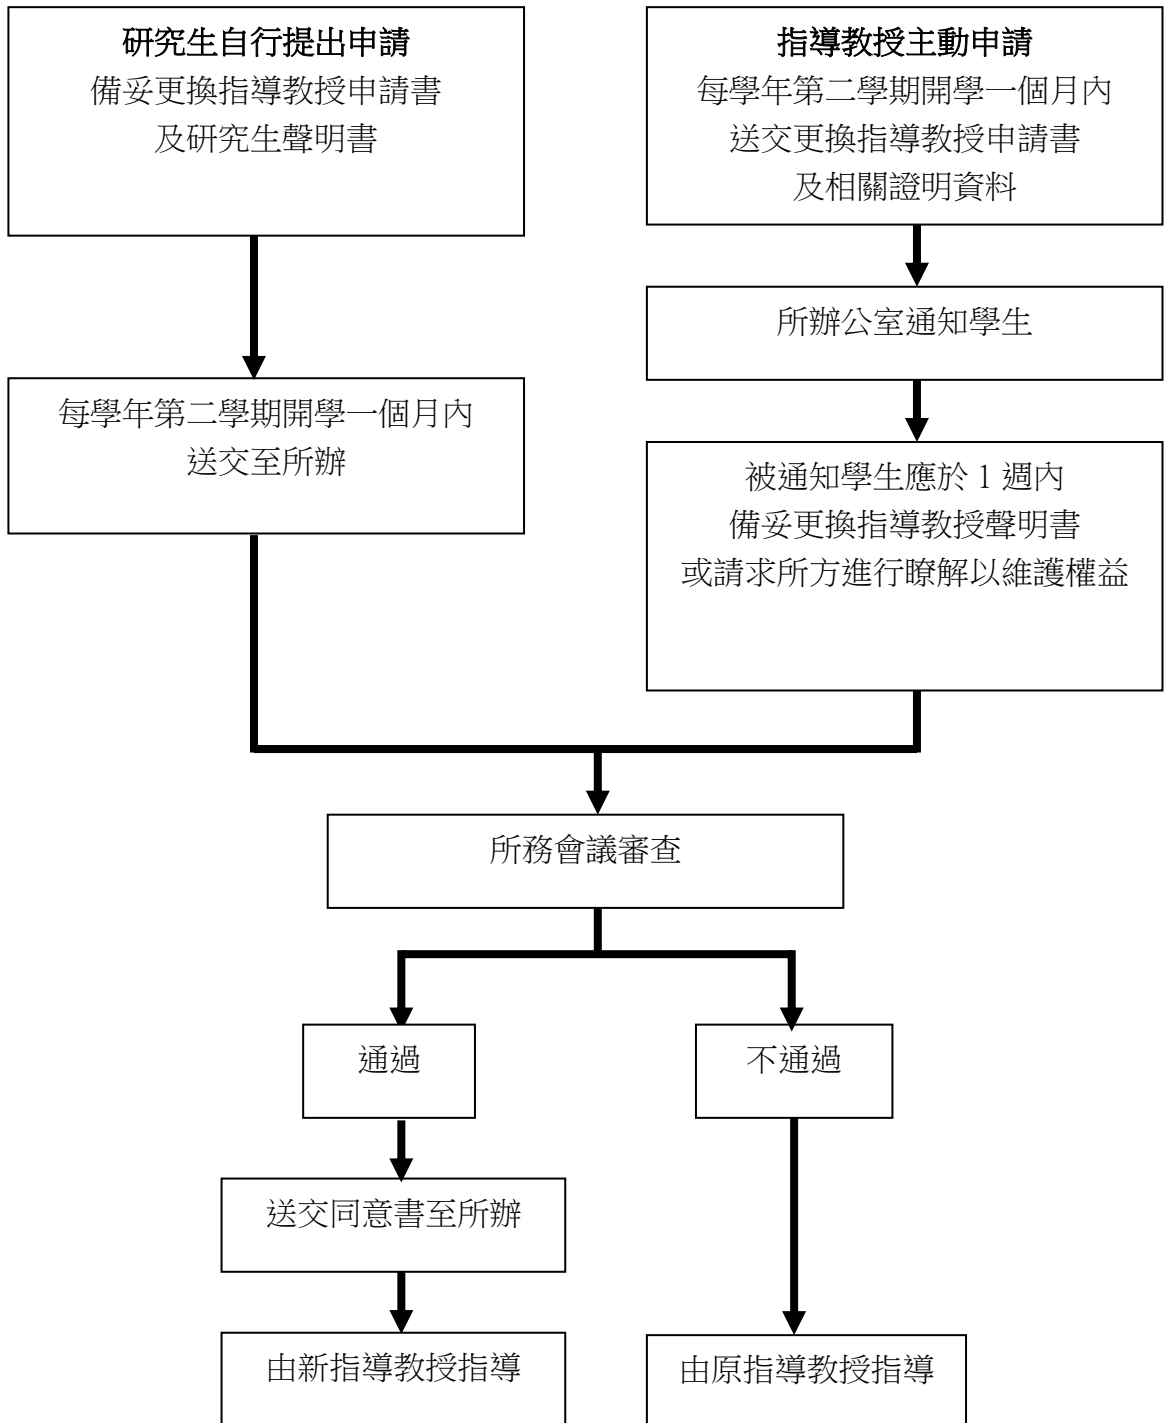 研究生自行提出申請
備妥更換指導教授申請書
及研究生聲明書
每學年第二學期開學一個月內
送交至所辦
指導教授主動申請
每學年第二學期開學一個月內
送交更換指導教授申請書
及相關證明資料
所辦公室通知學生
被通知學生應於 1 週內
備妥更換指導教授聲明書
或請求所方進行瞭解以維護權益
所務會議審查
通過
不通過
送交同意書至所辦
由新指導教授指導
由原指導教授指導